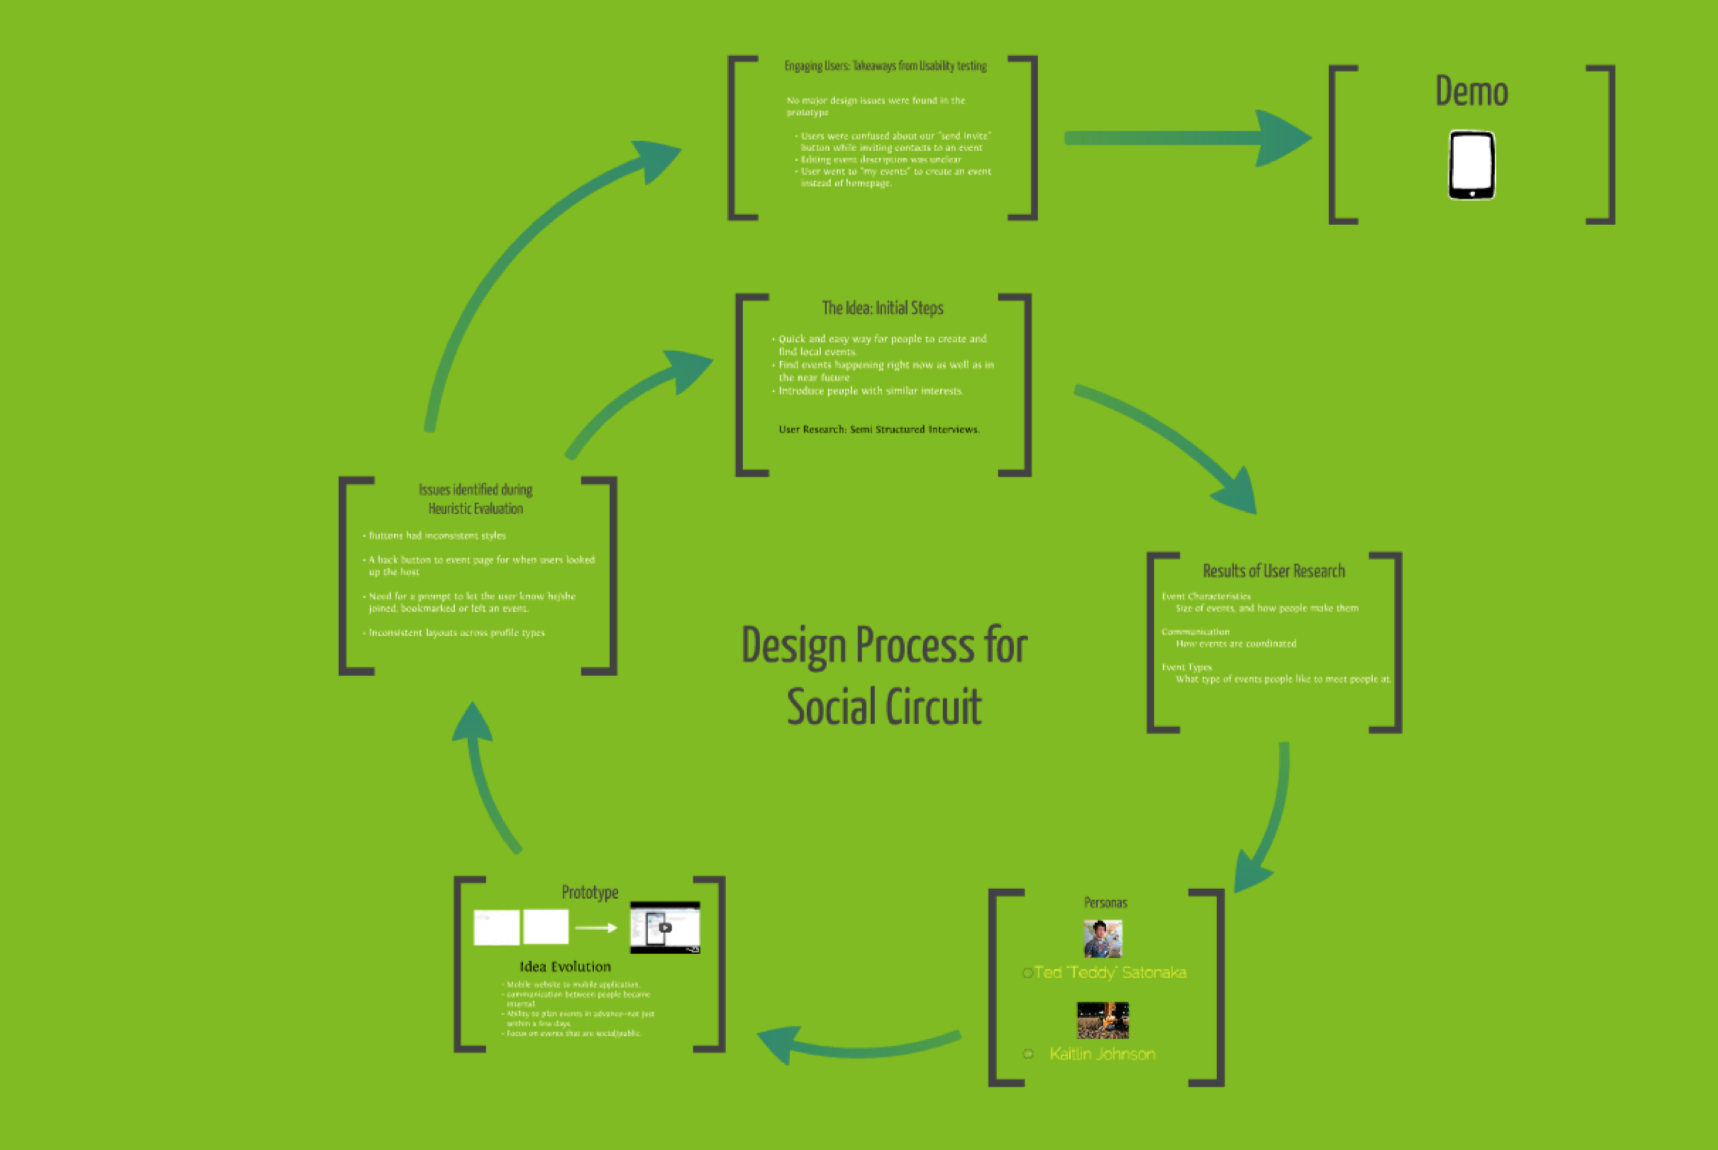 Engaging Users: Takeaways from Usability testing
No major design issues were found in the
prototype
• Users were confused about our "send invite"
button while inviting contacts to an event
• Editing event description was unclear
• User went to "my events" to create an event
instead of homepage.
Demo
The Idea: Initial Steps
• Quick and easy way for people to create and
find local events.
• Find events happening right now as well as in
the near future
• Introduce people with similar interests.
User Research: Semi Structured Interviews.
Issues identified during
Heuristic Evaluation
• Buttons had inconsistent styles
• A back button to event page for when users looked
up the host
• Need for a prompt to let the user know he/she
joined, bookmarked or left an event.
• Inconsistent layouts across profile types
Results of User Research
Event Characteristics
Size of events, and how people make them
Communication
How events are coordinated
Event Types
What type of events people like to meet people at.
Design Process for
Social Circuit
Prototype
Idea Evolution
• Mobile website to mobile application.
• communication between people became
internal.
• Ability to plan events in advance--not just
within a few days.
• Focus on events that are social/public.
Personas
Ted "Teddy" Satonaka
Kaitlin Johnson